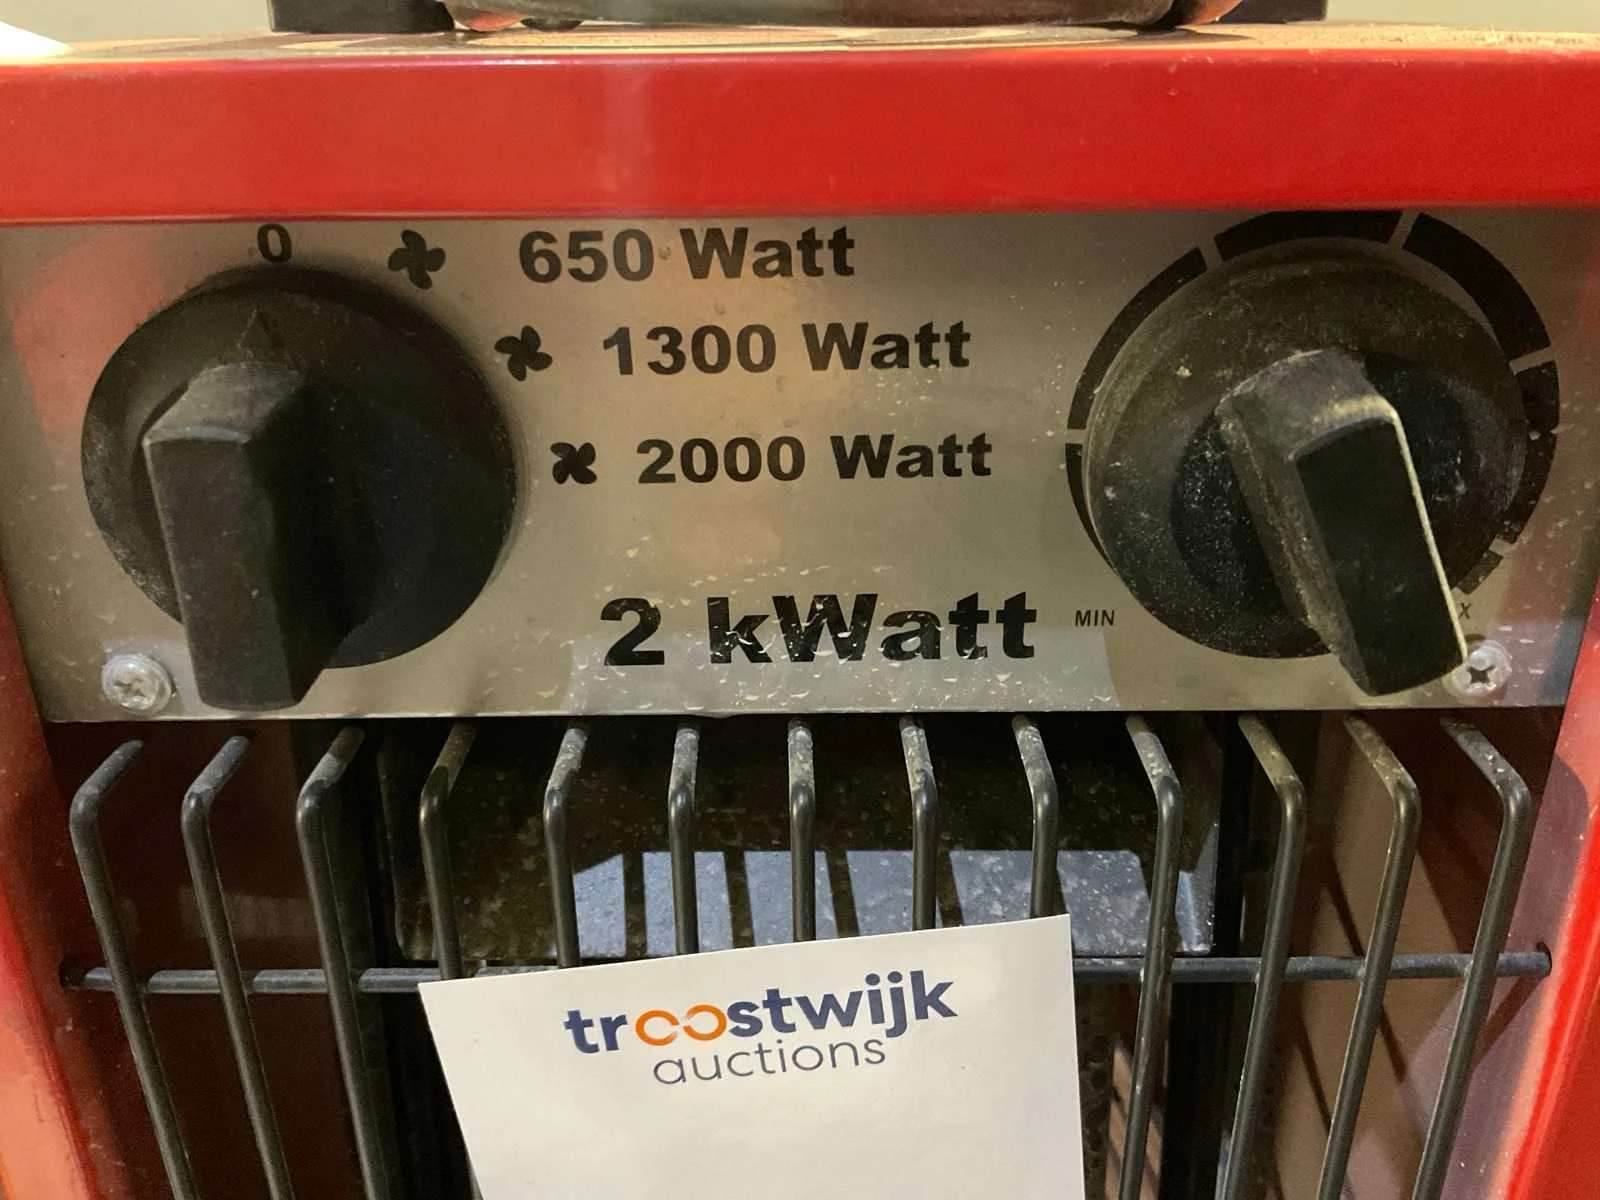 0 650 Watt
1300 Watt
2000 Watt
2 kWatt
MIN
troostwijk
auctions